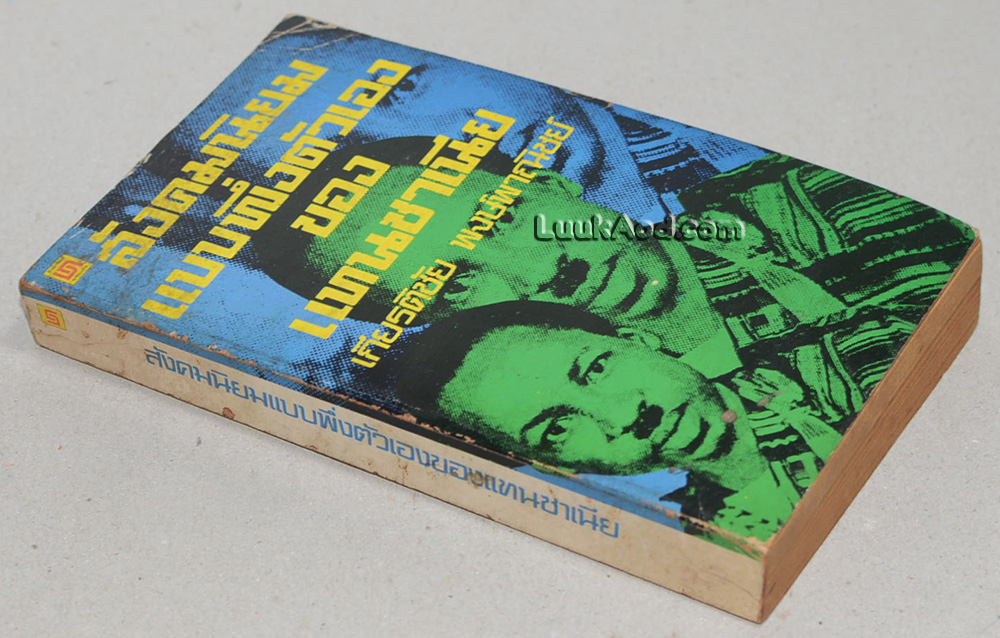 สังคมนิยม
แบบพึ่งตัวเอง
ของ
แทนซาเนีย
เกียรติชัย พงษ์พาณิชย์
LuukAod.com
สังคมนิยมแบบพึ่งตัวเองของแทนซาเนีย